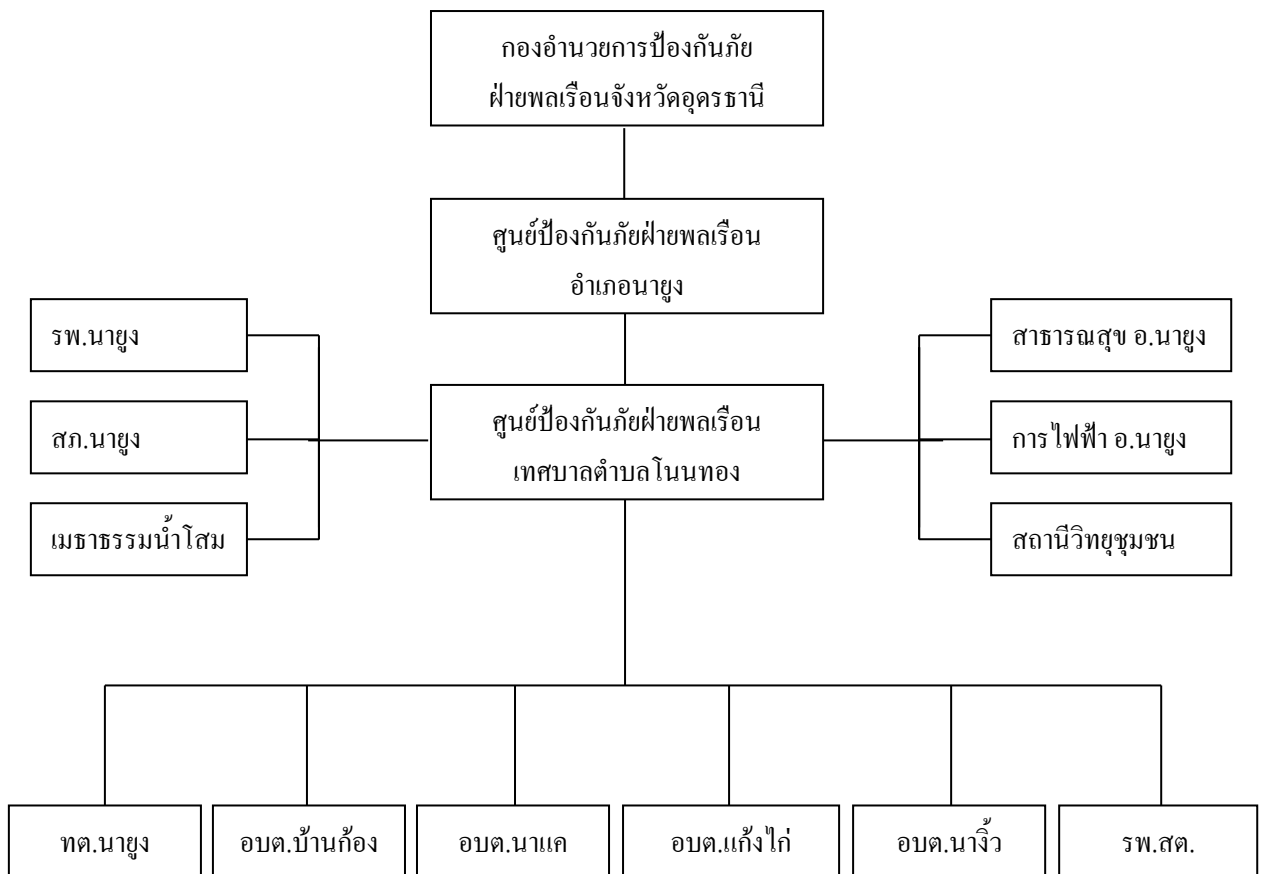 กองอำนวยการป้องกันภัย
ฝ่ายพลเรือนจังหวัดอุดรธานี
ศูนย์ป้องกันภัยฝ่ายพลเรือน
อำเภอนายูง
รพ.นายูง
สาธารณสุข อ.นายูง
ศูนย์ป้องกันภัยฝ่ายพลเรือน
เทศบาลตำบลโนนทอง
สภ.นายูง
การไฟฟ้า อ.นายูง
เมธาธรรมน้ำโสม
สถานีวิทยุชุมชน
ทต.นายูง
อบต.บ้านก้อง
อบต.นาแค
อบต.แก้งไก่
อบต.นางิ้ว
รพ.สต.